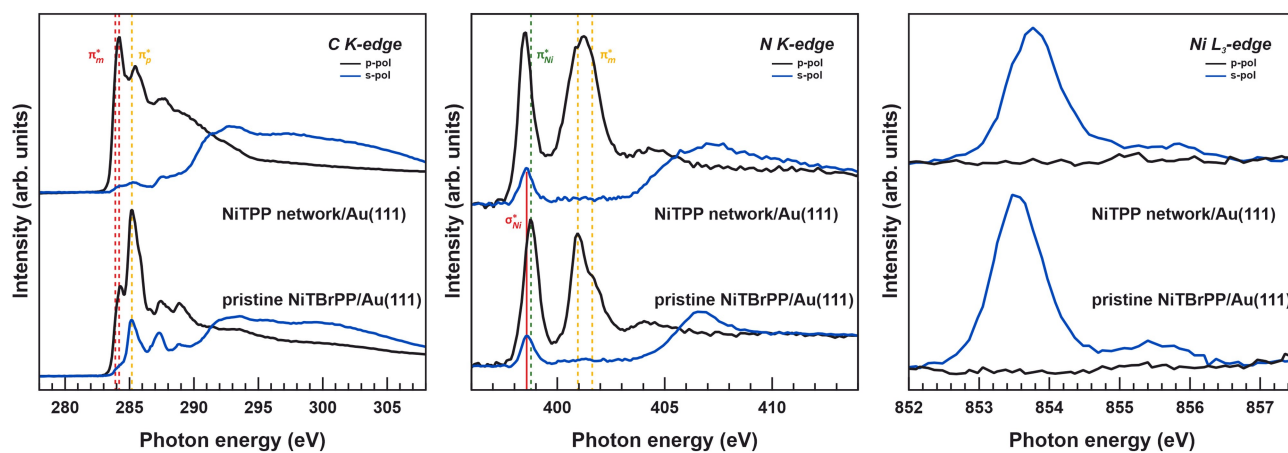 C K-edge
p-pol
s-pol
π*m
π*p
NiTPP network/Au(111)
pristine NiTBrPP/Au(111)
Intensity (arb. units)
280 285 290 295 300 305
Photon energy (eV)
N K-edge
p-pol
s-pol
π*Ni
π*m
σ*Ni
NiTPP network/Au(111)
pristine NiTBrPP/Au(111)
Intensity (arb. units)
400 405 410
Photon energy (eV)
Ni L3-edge
p-pol
s-pol
NiTPP network/Au(111)
pristine NiTBrPP/Au(111)
Intensity (arb. units)
852 853 854 855 856 857
Photon energy (eV)